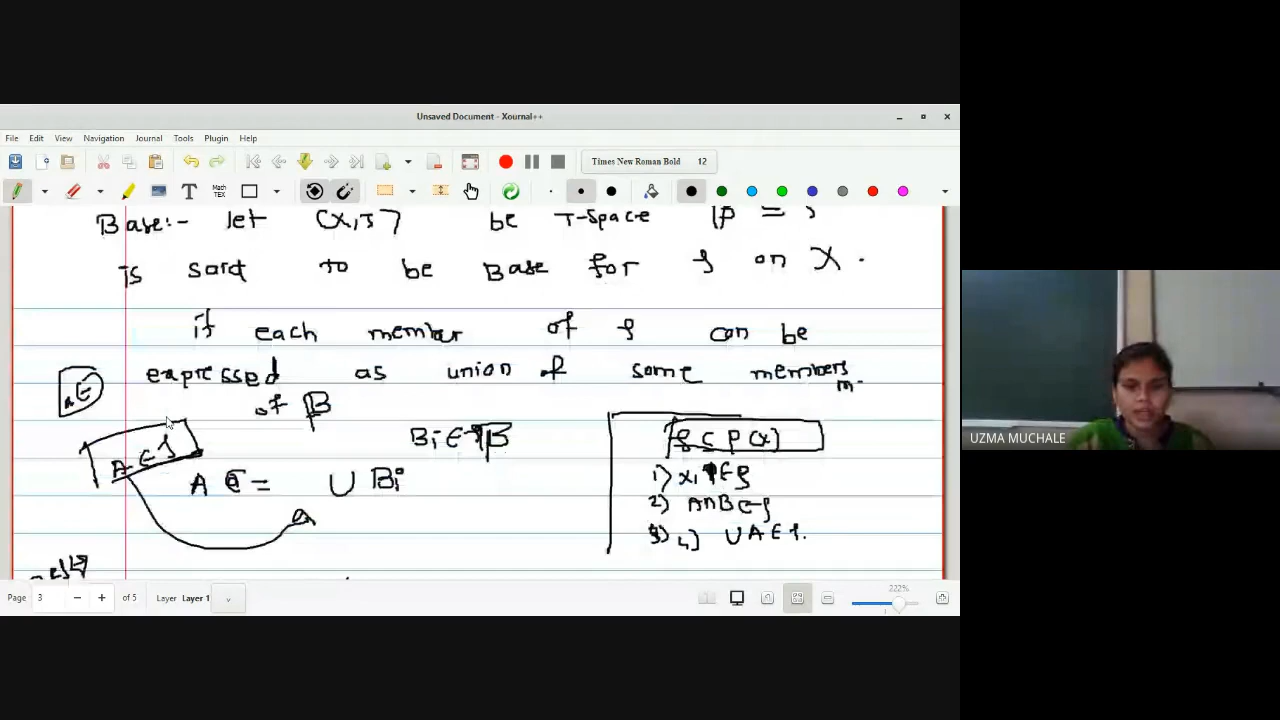 Unsaved Document - Xournal++
File Edit View Navigation Journal Tools Plugin Help
Times New Roman Bold 12
Base:- let (X, ℑ) be T-space
is said to be Base for ℑ on X.
if each member of ℑ can be
expressed as union of some members
of B
i.e
A ∈ ℑ
Bi ∈ B
A = ∪ Bi
ℑ ⊆ P(X)
1) X, φ ∈ ℑ
2) A∩B ∈ ℑ
∪A ∈ ℑ.
Page 3 of 5 Layer Layer 1
222%
UZMA MUCHALE